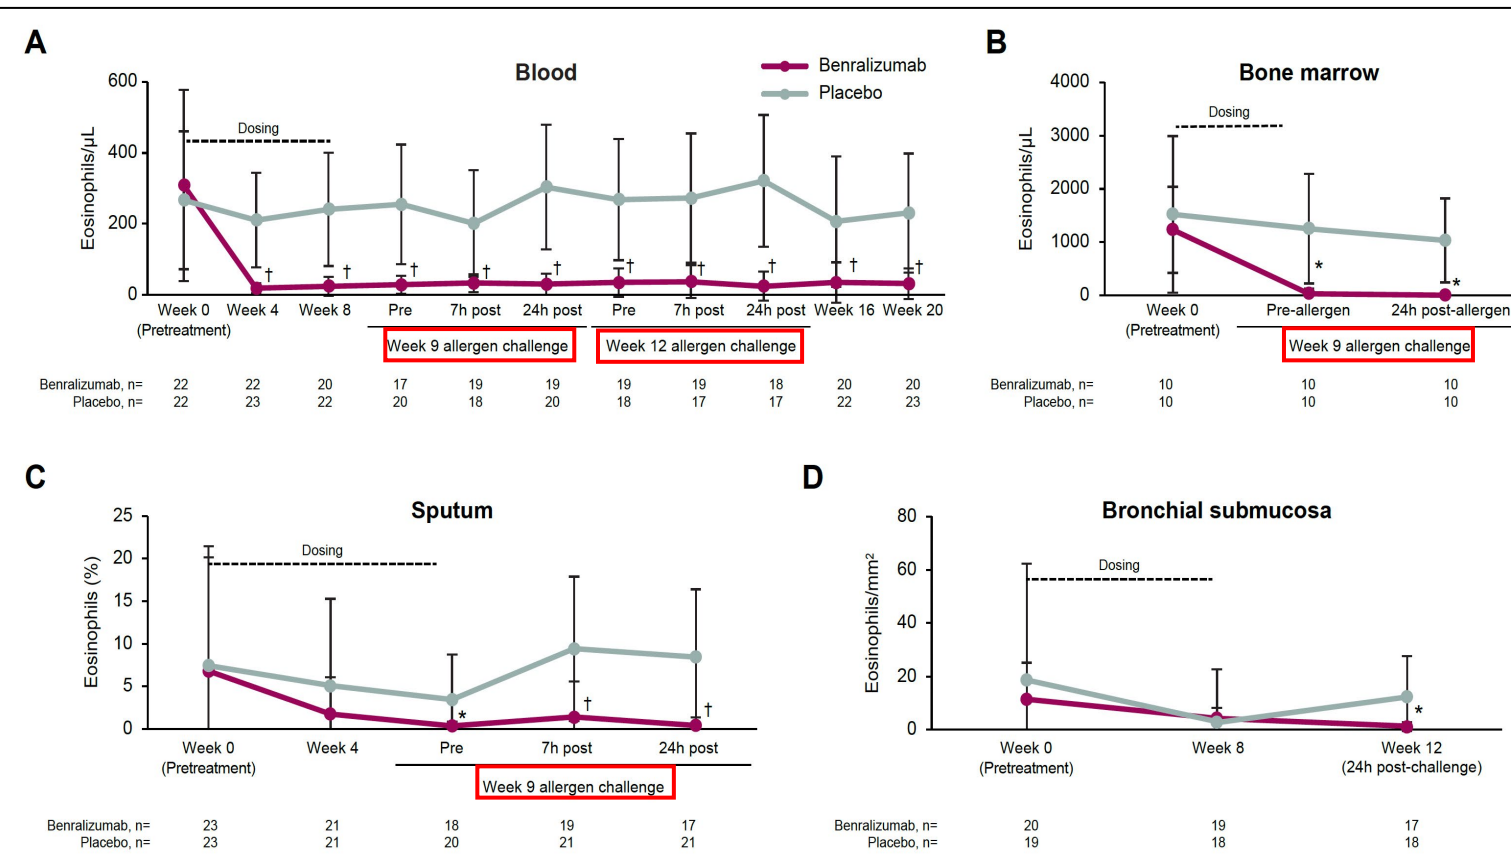 A
Blood
Benralizumab
Placebo
600
400
200
0
Eosinophils/µL
Dosing
† † † † † † † † † †
Week 0 Week 4 Week 8 Pre 7h post 24h post Pre 7h post 24h post Week 16 Week 20
(Pretreatment)
Week 9 allergen challenge Week 12 allergen challenge
Benralizumab, n= 22 22 20 17 19 19 19 19 18 20 20
Placebo, n= 22 23 22 20 18 20 18 17 17 22 23
B
Bone marrow
4000
3000
2000
1000
0
Eosinophils/µL
Dosing
* *
Week 0 Pre-allergen 24h post-allergen
(Pretreatment)
Week 9 allergen challenge
Benralizumab, n= 10 10 10
Placebo, n= 10 10 10
C
Sputum
25
20
15
10
5
0
Eosinophils (%)
Dosing
* † †
Week 0 Week 4 Pre 7h post 24h post
(Pretreatment)
Week 9 allergen challenge
Benralizumab, n= 23 21 18 19 17
Placebo, n= 23 21 20 21 21
D
Bronchial submucosa
80
60
40
20
0
Eosinophils/mm²
Dosing
*
Week 0 Week 8 Week 12
(Pretreatment) (24h post-challenge)
Benralizumab, n= 20 19 17
Placebo, n= 19 18 18